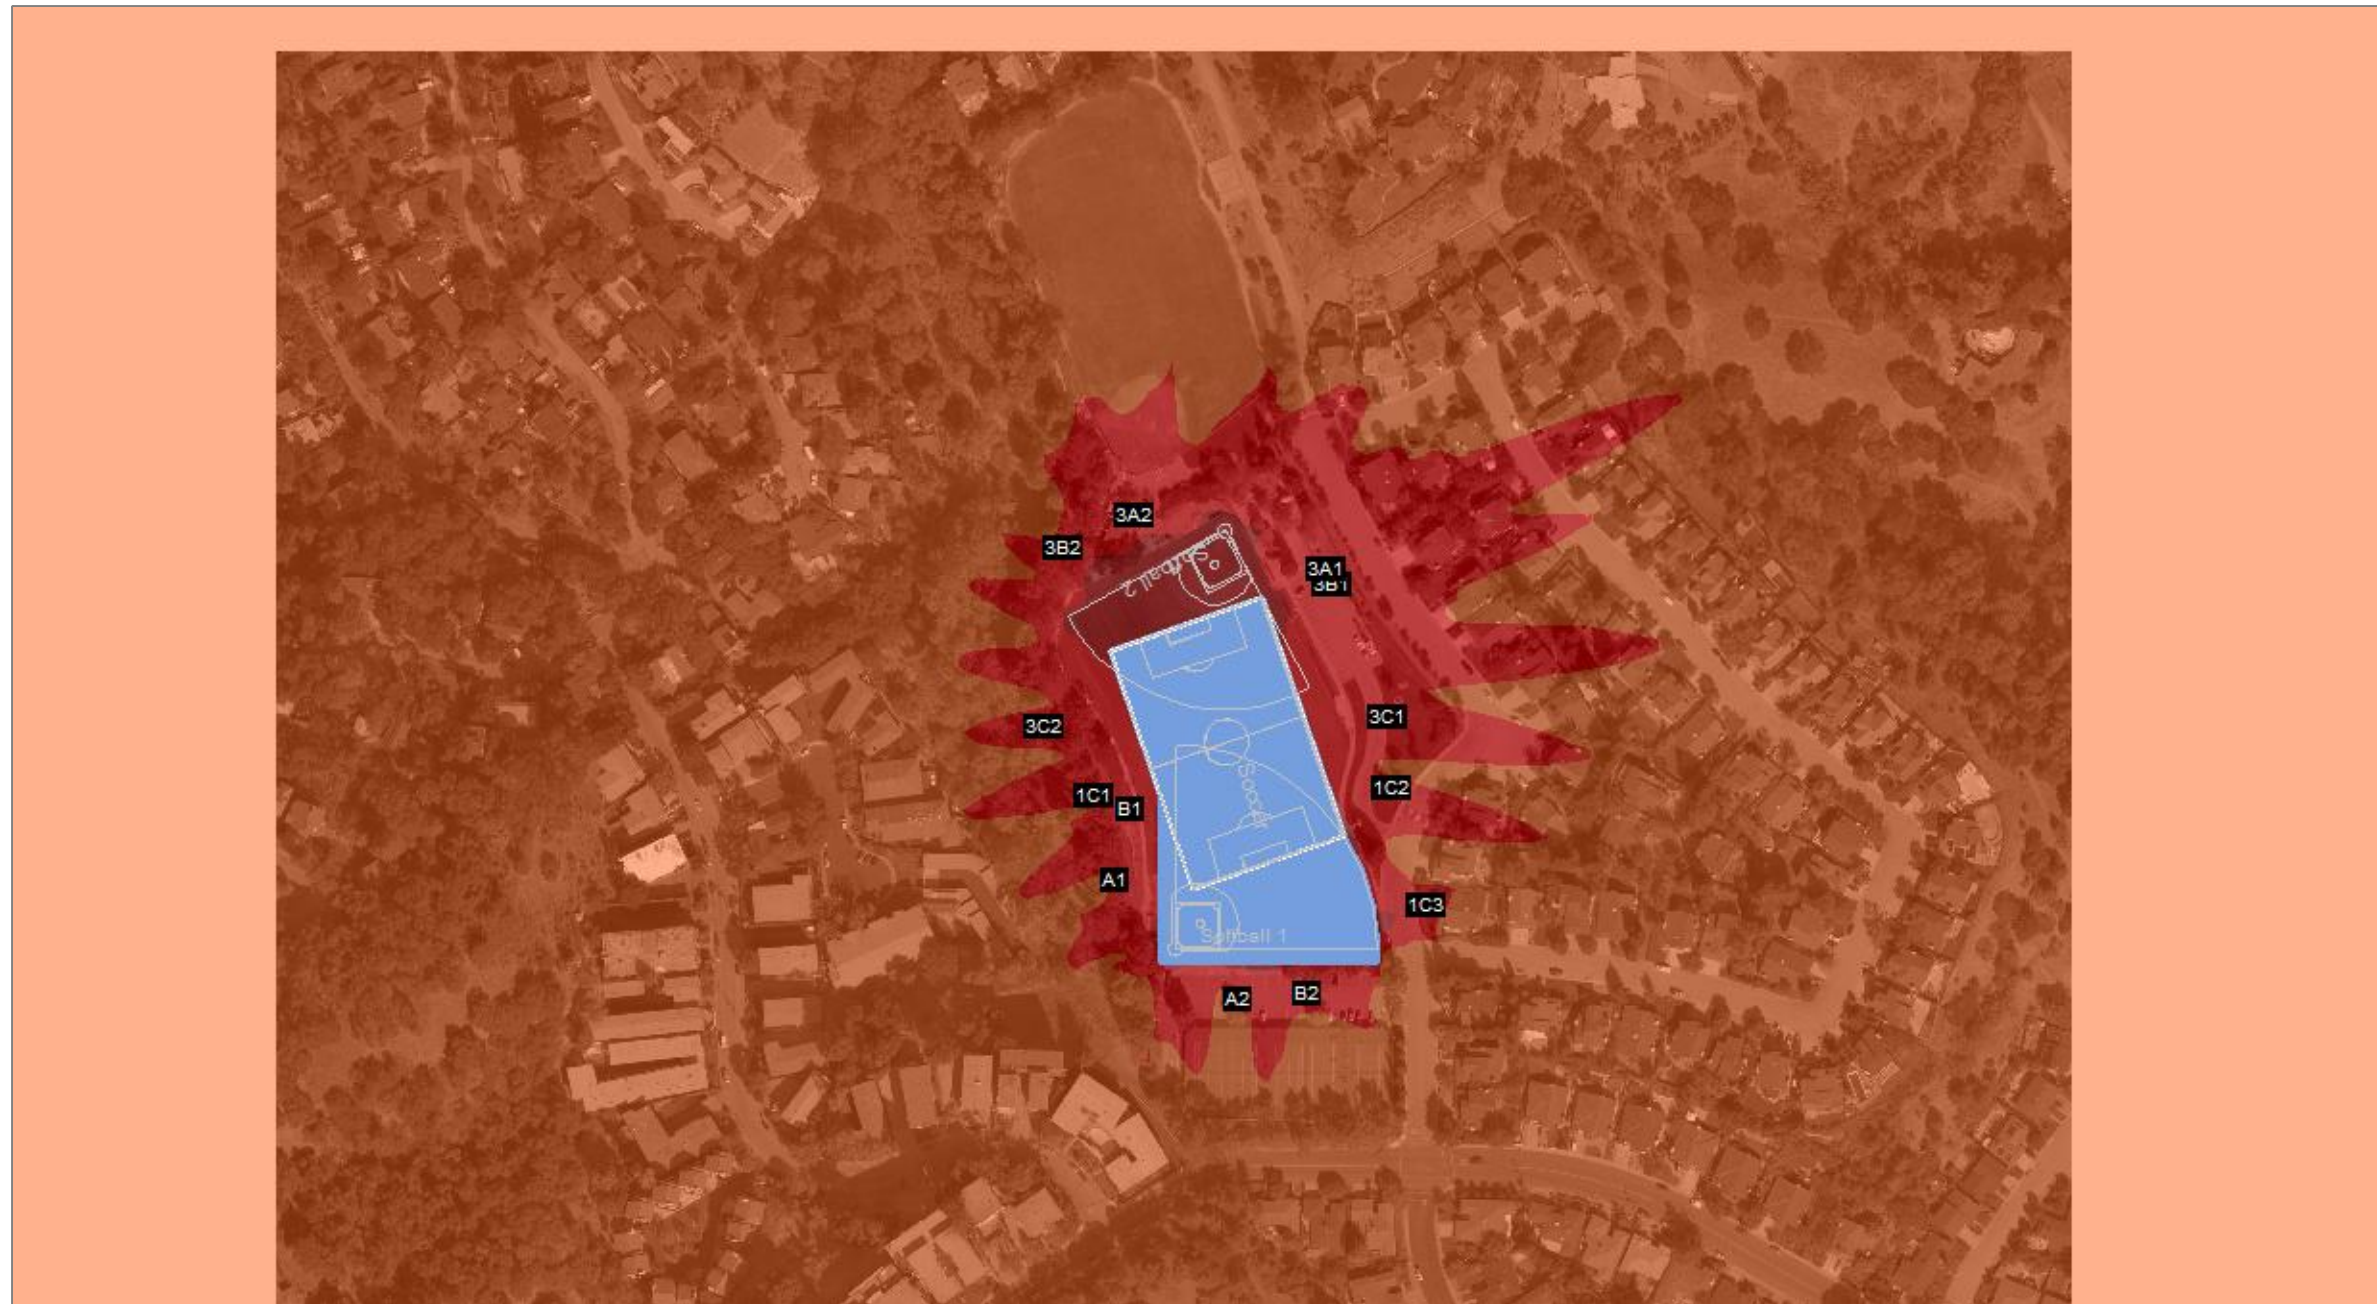 3A2
3B2
Softball 2
3A1
3B1
3C1
3C2
Soccer
1C2
1C1
B1
A1
1C3
Softball 1
A2
B2